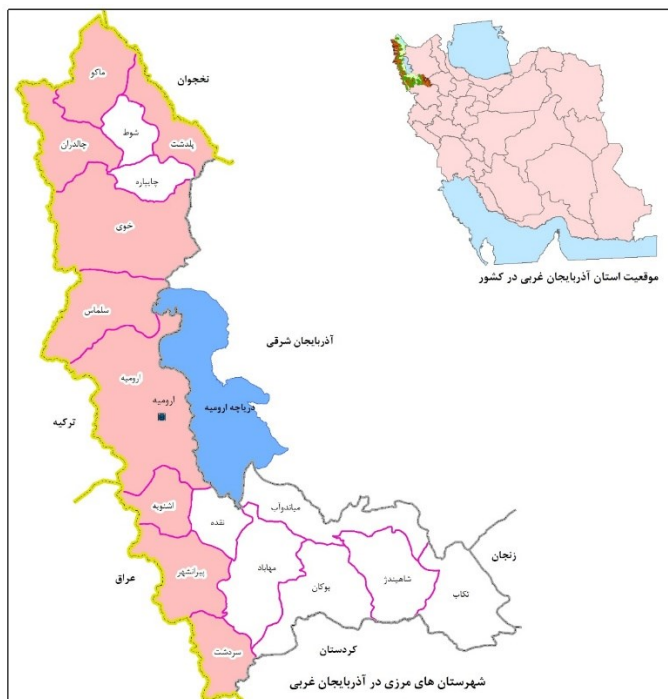 نخجوان
ماکو
شوط
پلدشت
چالدران
چایپاره
خوی
موقعیت استان آذربایجان غربی در کشور
سلماس
آذربایجان شرقی
ارومیه
ارومیه
دریاچه ارومیه
ترکیه
اشنویه
میاندوآب
نقده
زنجان
پیرانشهر
مهاباد
شاهیندژ
عراق
بوکان
تکاب
سردشت
کردستان
شهرستان های مرزی در آذربایجان غربی